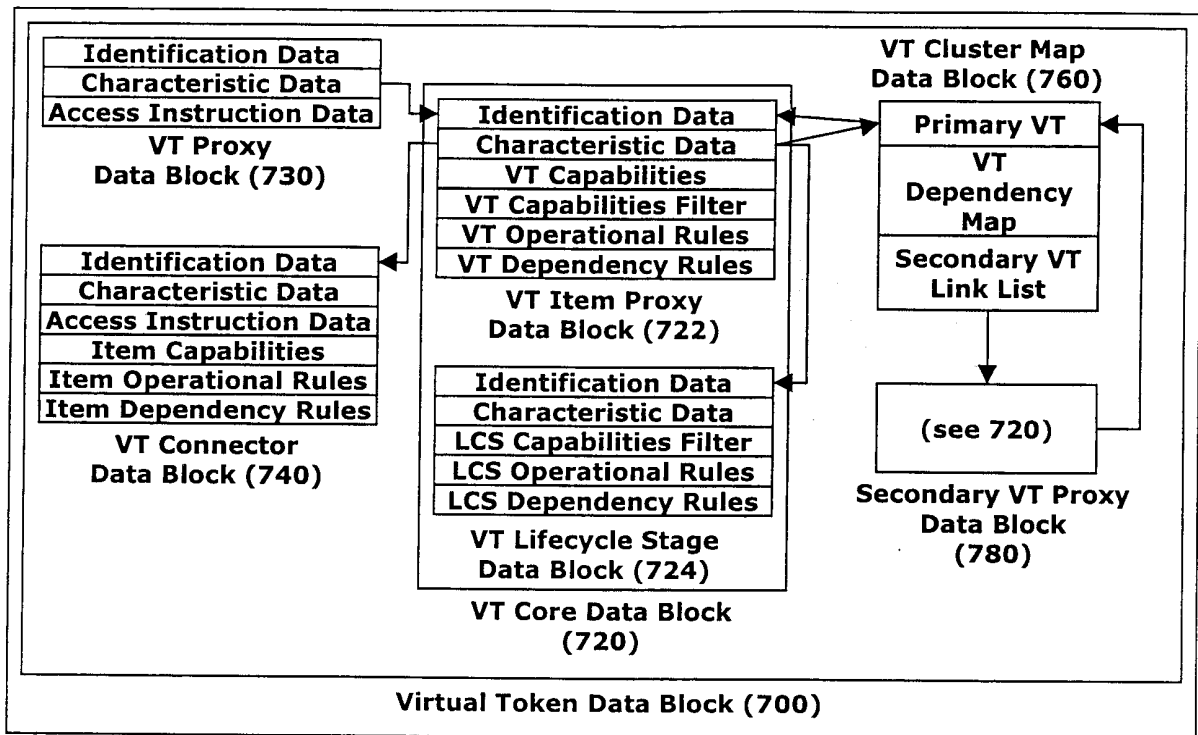 Identification Data
Characteristic Data
Access Instruction Data
VT Proxy
Data Block (730)
Identification Data
Characteristic Data
Access Instruction Data
Item Capabilities
Item Operational Rules
Item Dependency Rules
VT Connector
Data Block (740)
Identification Data
Characteristic Data
VT Capabilities
VT Capabilities Filter
VT Operational Rules
VT Dependency Rules
VT Item Proxy
Data Block (722)
Identification Data
Characteristic Data
LCS Capabilities Filter
LCS Operational Rules
LCS Dependency Rules
VT Lifecycle Stage
Data Block (724)
VT Core Data Block
(720)
VT Cluster Map
Data Block (760)
Primary VT
VT
Dependency
Map
Secondary VT
Link List
(see 720)
Secondary VT Proxy
Data Block
(780)
Virtual Token Data Block (700)